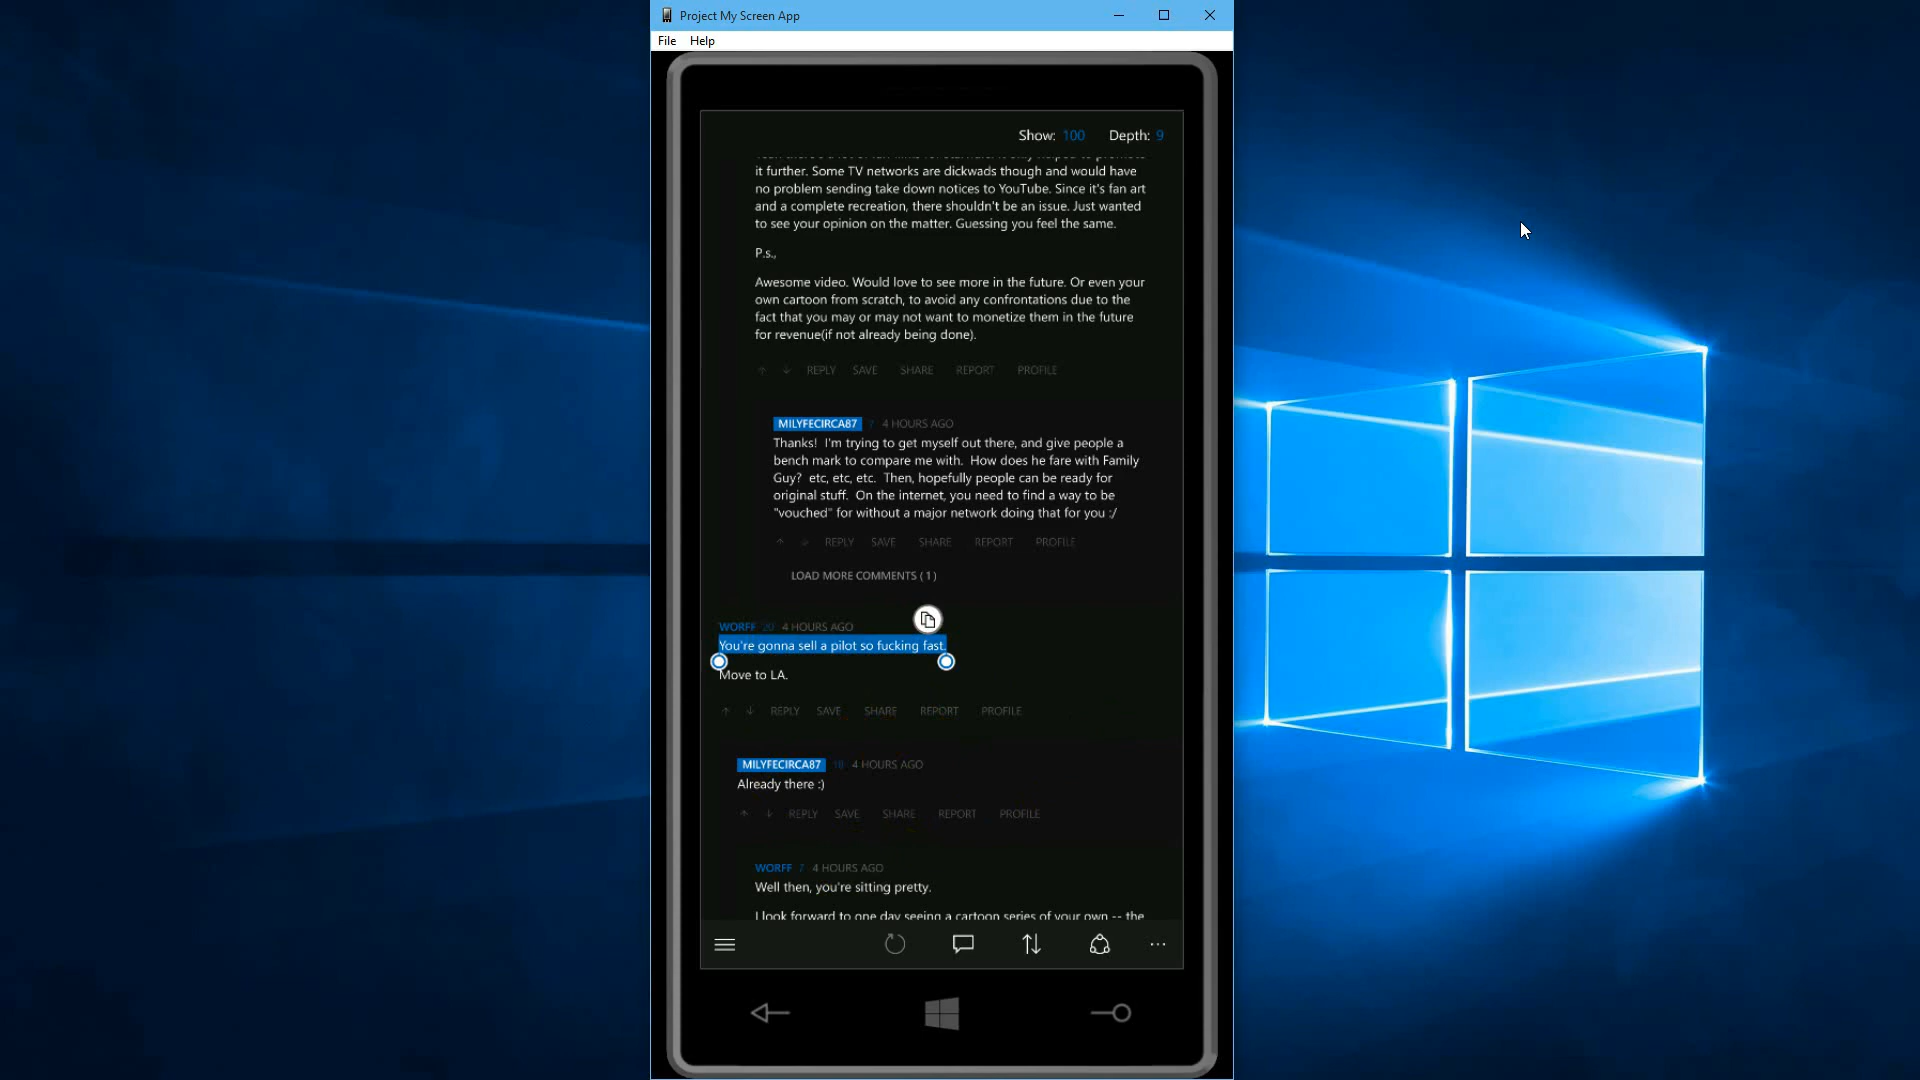 Project My Screen App
File Help
Show: 100 Depth: 9
it further. Some TV networks are dickwads though and would have
no problem sending take down notices to YouTube. Since it's fan art
and a complete recreation, there shouldn't be an issue. Just wanted
to see your opinion on the matter. Guessing you feel the same.
P.s.,
Awesome video. Would love to see more in the future. Or even your
own cartoon from scratch, to avoid any confrontations due to the
fact that you may or may not want to monetize them in the future
for revenue(if not already being done).
REPLY SAVE SHARE REPORT PROFILE
MILYFECIRCA87 7 4 HOURS AGO
Thanks! I'm trying to get myself out there, and give people a
bench mark to compare me with. How does he fare with Family
Guy? etc, etc, etc. Then, hopefully people can be ready for
original stuff. On the internet, you need to find a way to be
"vouched" for without a major network doing that for you :/
REPLY SAVE SHARE REPORT PROFILE
LOAD MORE COMMENTS ( 1 )
WORFF 20 4 HOURS AGO
You're gonna sell a pilot so fucking fast.
Move to LA.
REPLY SAVE SHARE REPORT PROFILE
MILYFECIRCA87 18 4 HOURS AGO
Already there :)
REPLY SAVE SHARE REPORT PROFILE
WORFF 7 4 HOURS AGO
Well then, you're sitting pretty.
I look forward to one day seeing a cartoon series of your own -- the